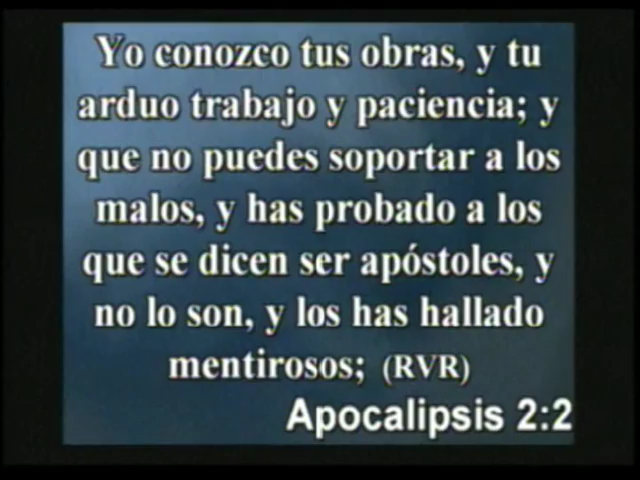 Yo conozco tus obras, y tu
arduo trabajo y paciencia; y
que no puedes soportar a los
malos, y has probado a los
que se dicen ser apóstoles, y
no lo son, y los has hallado
mentirosos; (RVR)
Apocalipsis 2:2